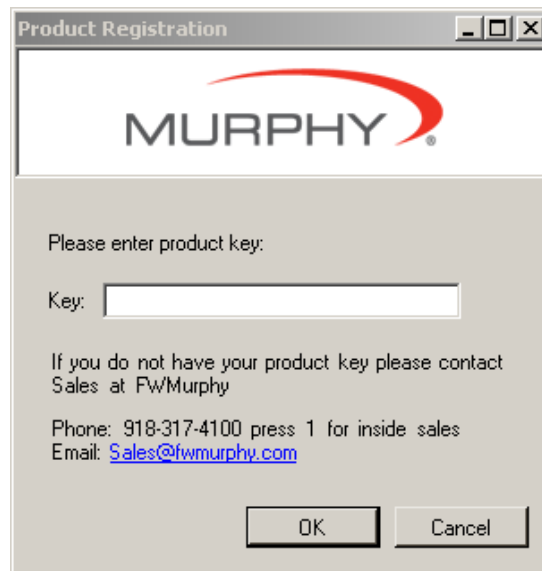 Product Registration
MURPHY®
Please enter product key:
Key:
If you do not have your product key please contact
Sales at FWMurphy
Phone: 918-317-4100 press 1 for inside sales
Email: Sales@fwmurphy.com
OK Cancel